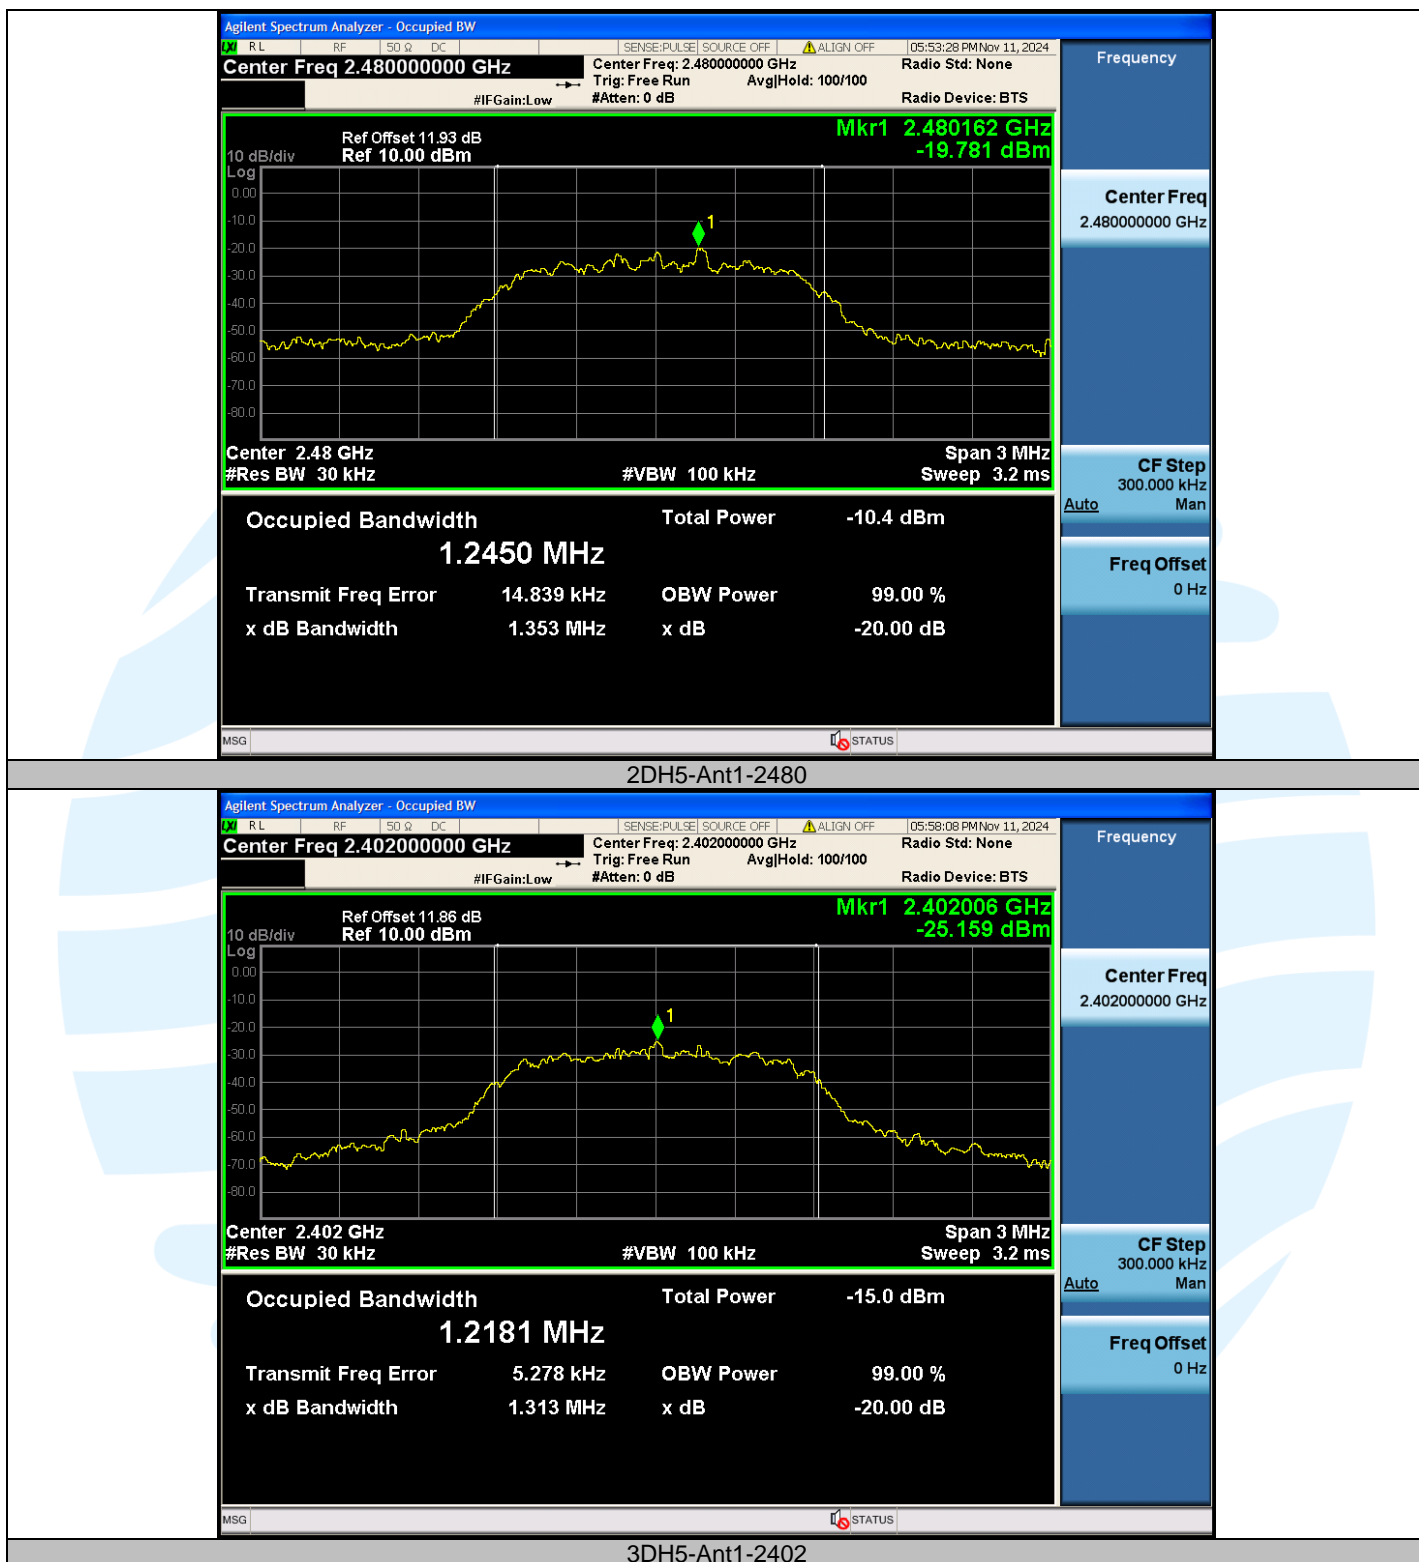 Agilent Spectrum Analyzer - Occupied BW
LXI RL RF 50 Ω DC SENSE:PULSE SOURCE OFF ALIGN OFF 05:53:28 PM Nov 11, 2024
Center Freq 2.480000000 GHz
Center Freq: 2.480000000 GHz Radio Std: None
Trig: Free Run Avg|Hold: 100/100
#IFGain:Low #Atten: 0 dB Radio Device: BTS
Frequency
Mkr1 2.480162 GHz
-19.781 dBm
Ref Offset 11.93 dB
10 dB/div Ref 10.00 dBm
Log
0.00
-10.0
-20.0
-30.0
-40.0
-50.0
-60.0
-70.0
-80.0
1
Center 2.48 GHz Span 3 MHz
#Res BW 30 kHz #VBW 100 kHz Sweep 3.2 ms
Center Freq
2.480000000 GHz
CF Step
300.000 kHz
Auto Man
Freq Offset
0 Hz
Occupied Bandwidth Total Power -10.4 dBm
1.2450 MHz
Transmit Freq Error 14.839 kHz OBW Power 99.00 %
x dB Bandwidth 1.353 MHz x dB -20.00 dB
MSG STATUS
2DH5-Ant1-2480
Agilent Spectrum Analyzer - Occupied BW
LXI RL RF 50 Ω DC SENSE:PULSE SOURCE OFF ALIGN OFF 05:58:08 PM Nov 11, 2024
Center Freq 2.402000000 GHz
Center Freq: 2.402000000 GHz Radio Std: None
Trig: Free Run Avg|Hold: 100/100
#IFGain:Low #Atten: 0 dB Radio Device: BTS
Frequency
Mkr1 2.402006 GHz
-25.159 dBm
Ref Offset 11.86 dB
10 dB/div Ref 10.00 dBm
Log
0.00
-10.0
-20.0
-30.0
-40.0
-50.0
-60.0
-70.0
-80.0
1
Center 2.402 GHz Span 3 MHz
#Res BW 30 kHz #VBW 100 kHz Sweep 3.2 ms
Center Freq
2.402000000 GHz
CF Step
300.000 kHz
Auto Man
Freq Offset
0 Hz
Occupied Bandwidth Total Power -15.0 dBm
1.2181 MHz
Transmit Freq Error 5.278 kHz OBW Power 99.00 %
x dB Bandwidth 1.313 MHz x dB -20.00 dB
MSG STATUS
3DH5-Ant1-2402